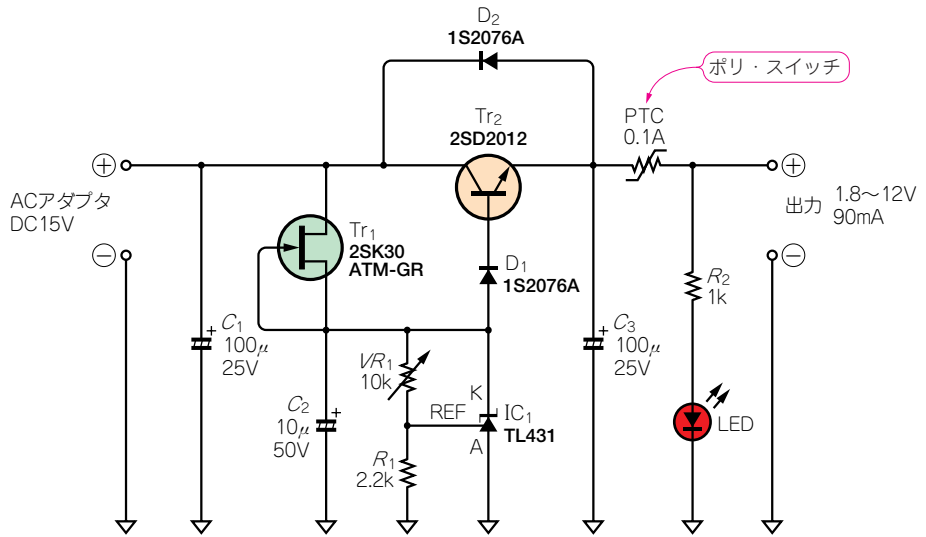 D2
1S2076A
ポリ・スイッチ
PTC
0.1A
Tr2
2SD2012
ACアダプタ
DC15V
Tr1
2SK30
ATM-GR
D1
1S2076A
出力 1.8～12V
90mA
R2
1k
C1
100μ
25V
+
C2
10μ
50V
+
VR1
10k
REF
K
A
IC1
TL431
R1
2.2k
C3
100μ
25V
+
LED